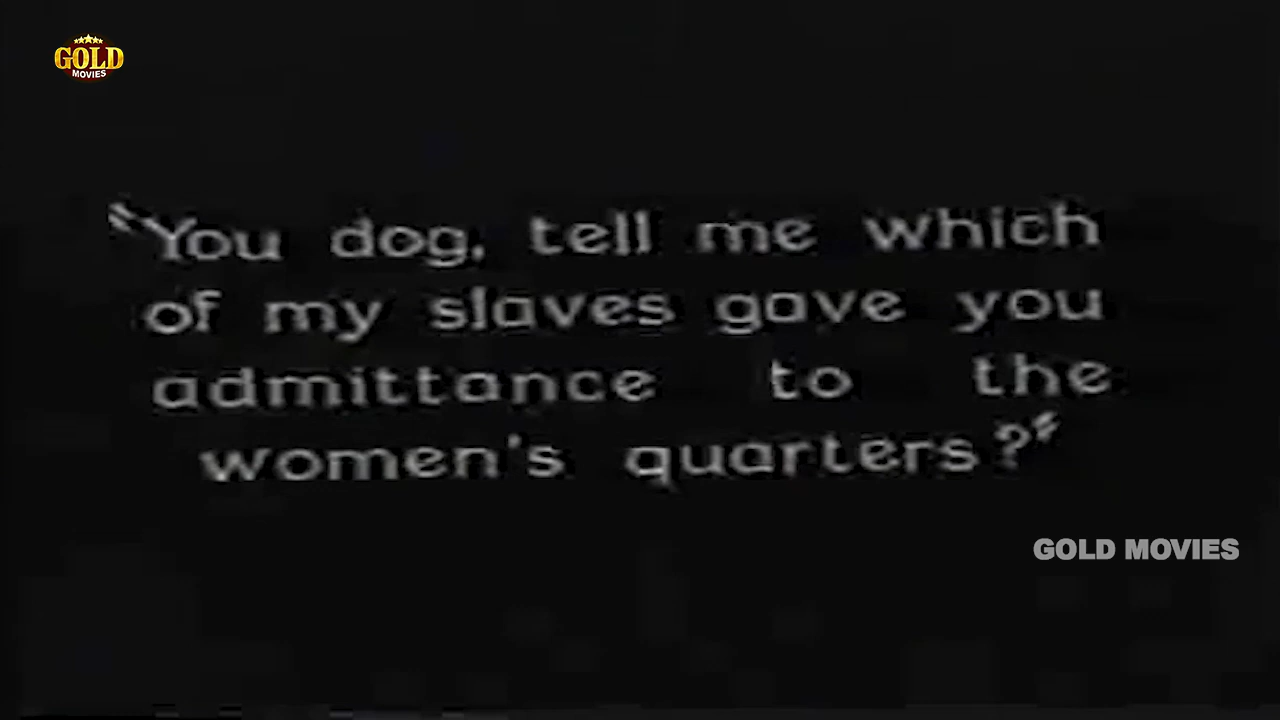 GOLD
MOVIES
"You dog, tell me which
of my slaves gave you
admittance to the
women's quarters?"
GOLD MOVIES